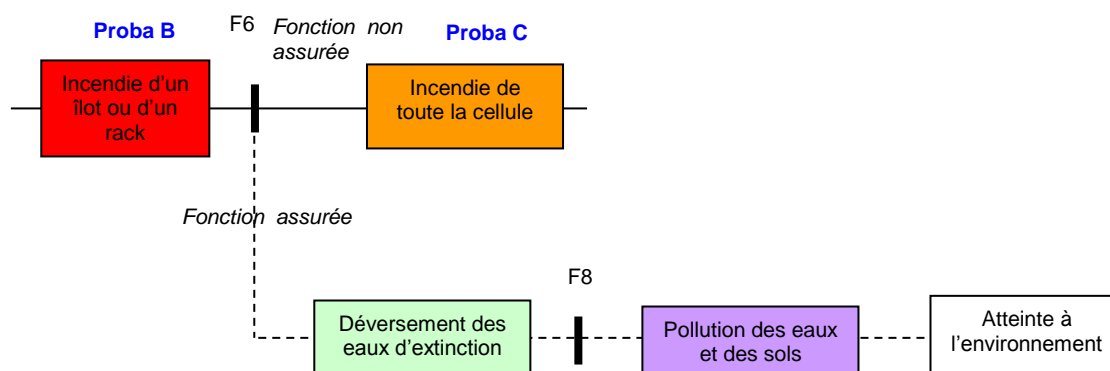 Proba B
F6
Fonction non
assurée
Proba C
Incendie d'un
îlot ou d'un
rack
Incendie de
toute la cellule
Fonction assurée
F8
Déversement des
eaux d'extinction
Pollution des eaux
et des sols
Atteinte à
l'environnement